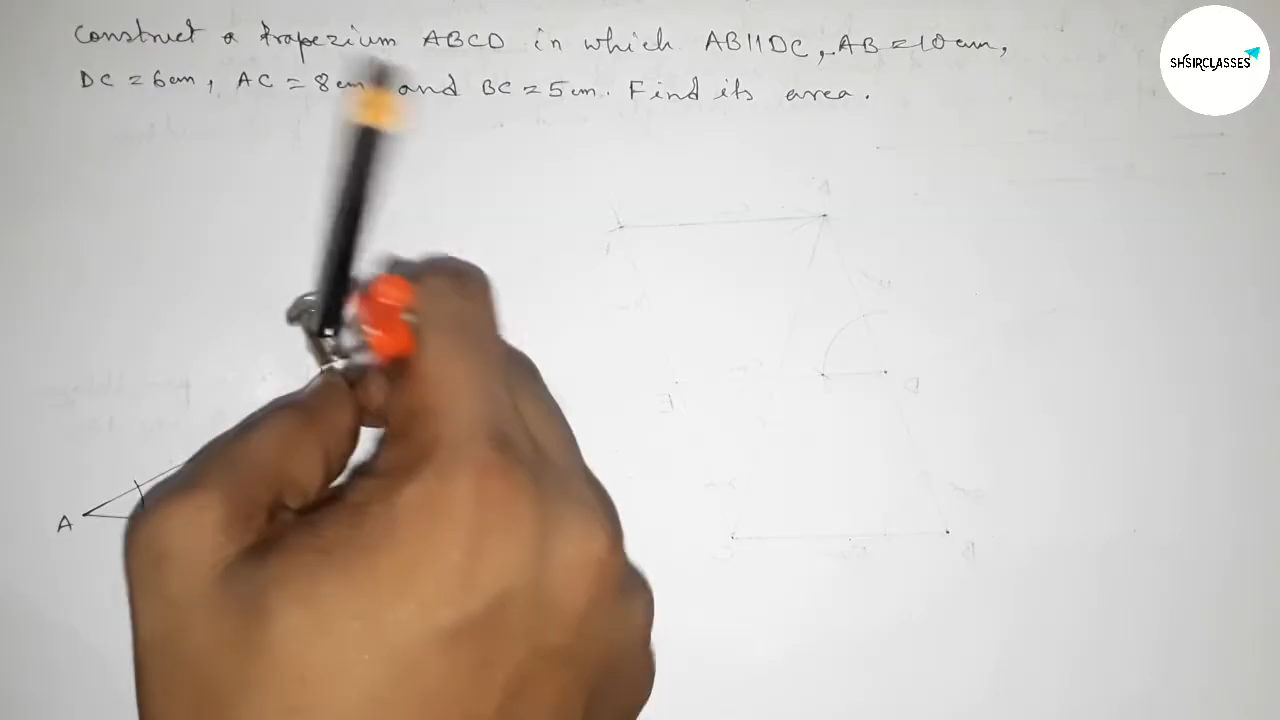 Construct a trapezium ABCD in which AB||DC, AB = 10 cm,
DC = 6 cm, AC = 8 cm and BC = 5 cm. Find its area.
SHSIRCLASSES
A